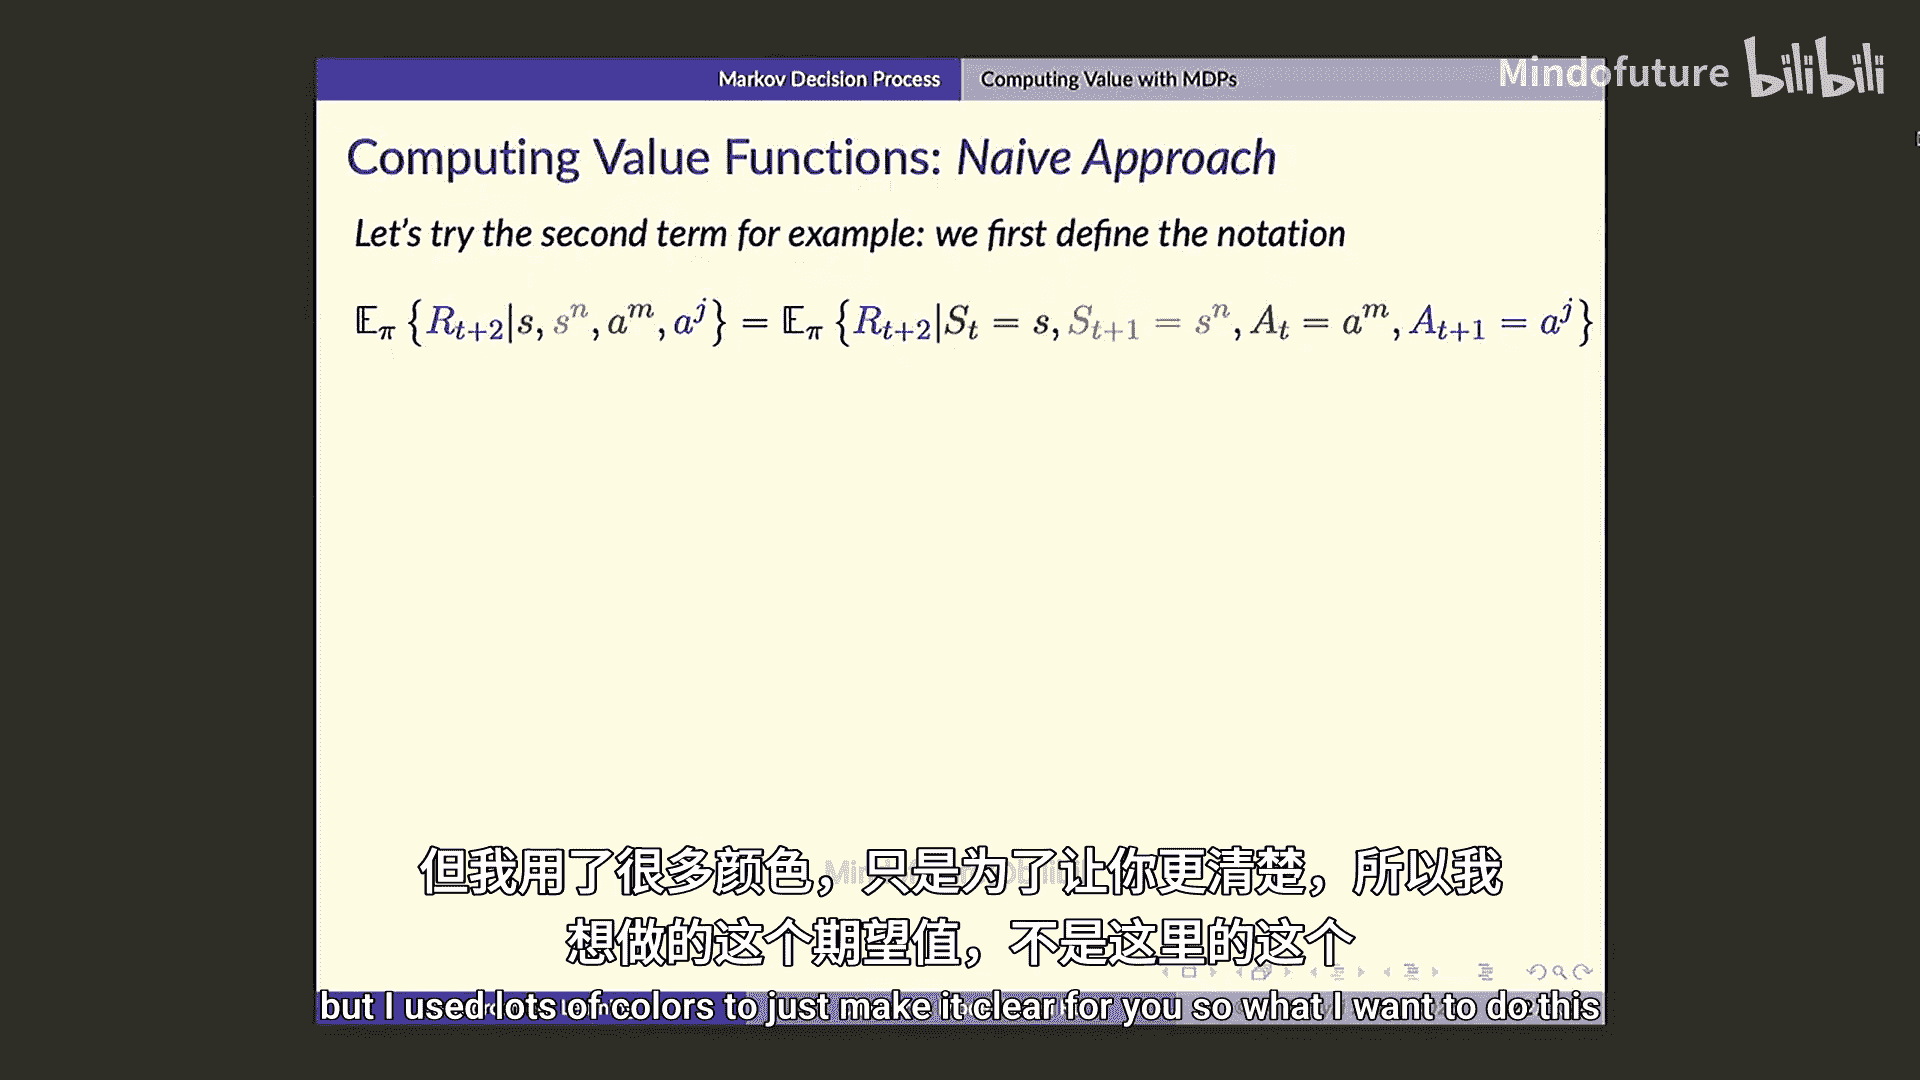 Markov Decision Process
Computing Value with MDPs
Mindofuture bilibili
Computing Value Functions: Naive Approach
Let's try the second term for example: we first define the notation
𝔼π {Rt+2|s, sⁿ, aᵐ, aʲ} = 𝔼π {Rt+2|St = s, St+1 = sⁿ, At = aᵐ, At+1 = aʲ}
但我用了很多颜色，只是为了让你更清楚，所以我
想做的这个期望值，不是这里的这个
but I used lots of colors to just make it clear for you so what I want to do this